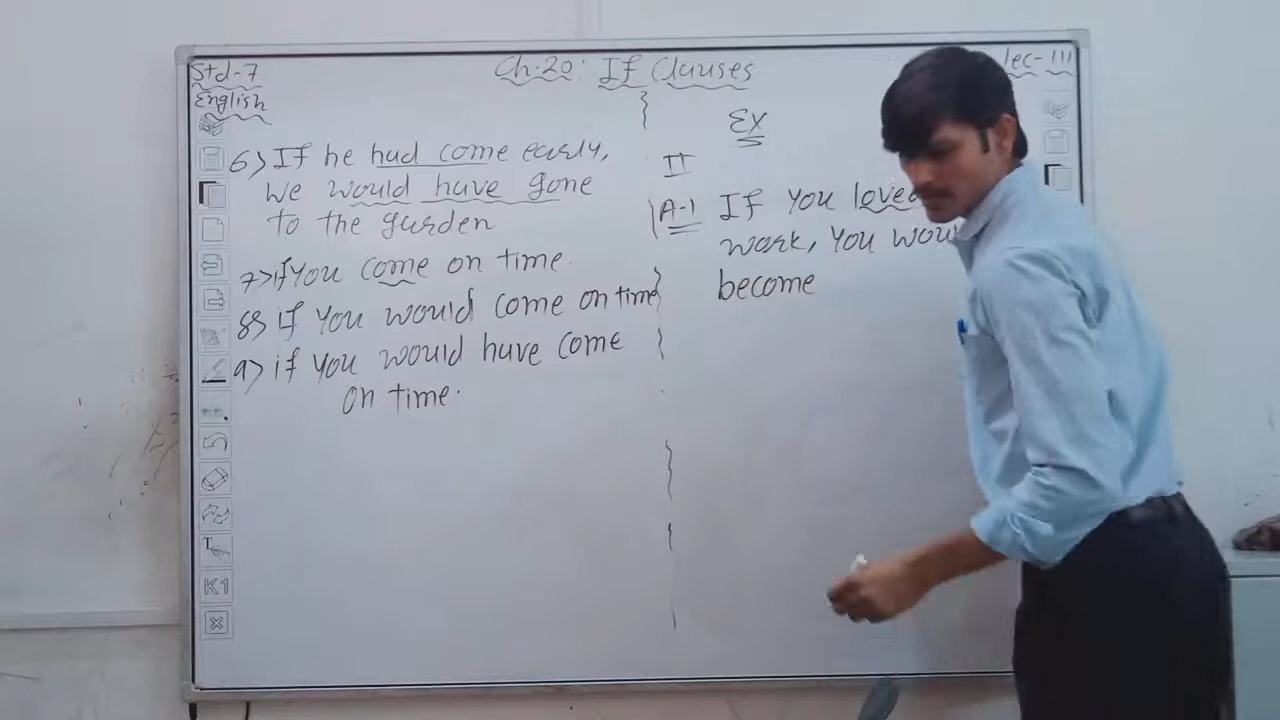 Std-7
English
Ch-20: If Clauses
lec-III
6) If he had come early,
we would have gone
to the garden
7) if You come on time.
8) if You would come on time
9) if You would have come
on time.
Ex
II
A-1 If You loved
work, You
become
T
K1